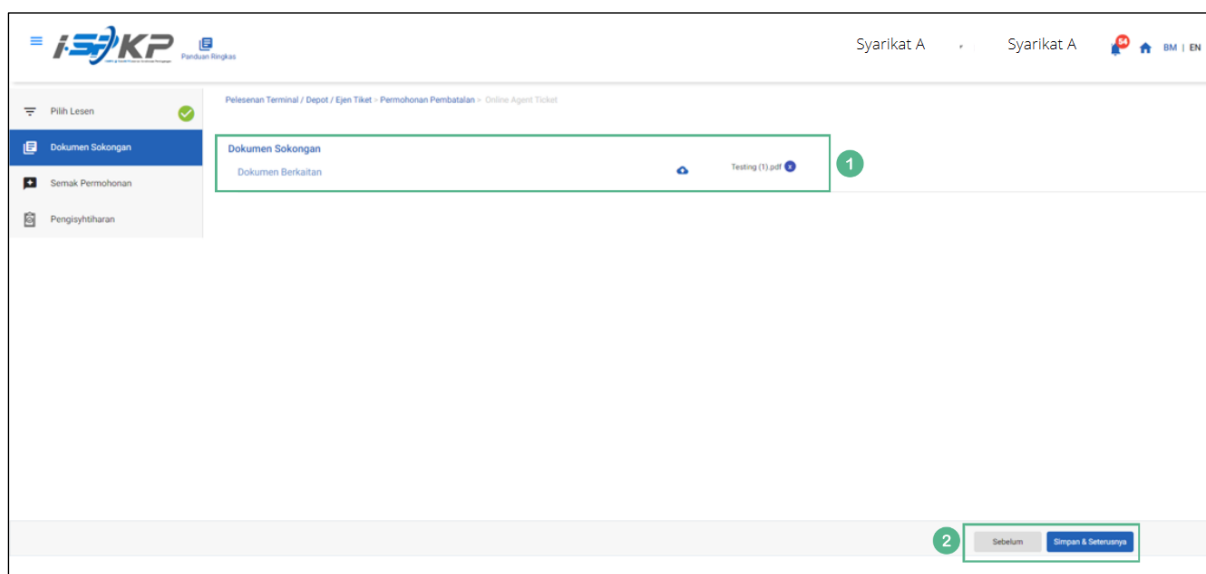 i-SPKP
Panduan Ringkas
Syarikat A
Syarikat A
54
BM | EN
Pilih Lesen
Dokumen Sokongan
Semak Permohonan
Pengisyhtiharan
Pelesenan Terminal / Depot / Ejen Tiket > Permohonan Pembatalan > Online Agent Ticket
Dokumen Sokongan
Dokumen Berkaitan
Testing (1).pdf x
1
2
Sebelum
Simpan & Seterusnya